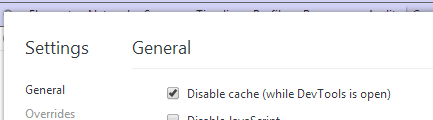 Settings
General
General
Disable cache (while DevTools is open)
Overrides